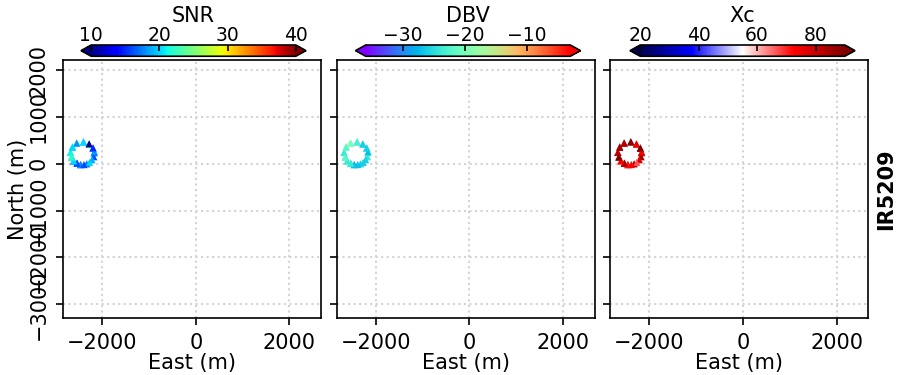 SNR DBV Xc
10 20 30 40 −30 −20 −10 20 40 60 80
2000
1000
0
−1000
−2000
−3000
North (m)
IR5209
−2000 0 2000 −2000 0 2000 −2000 0 2000
East (m) East (m) East (m)